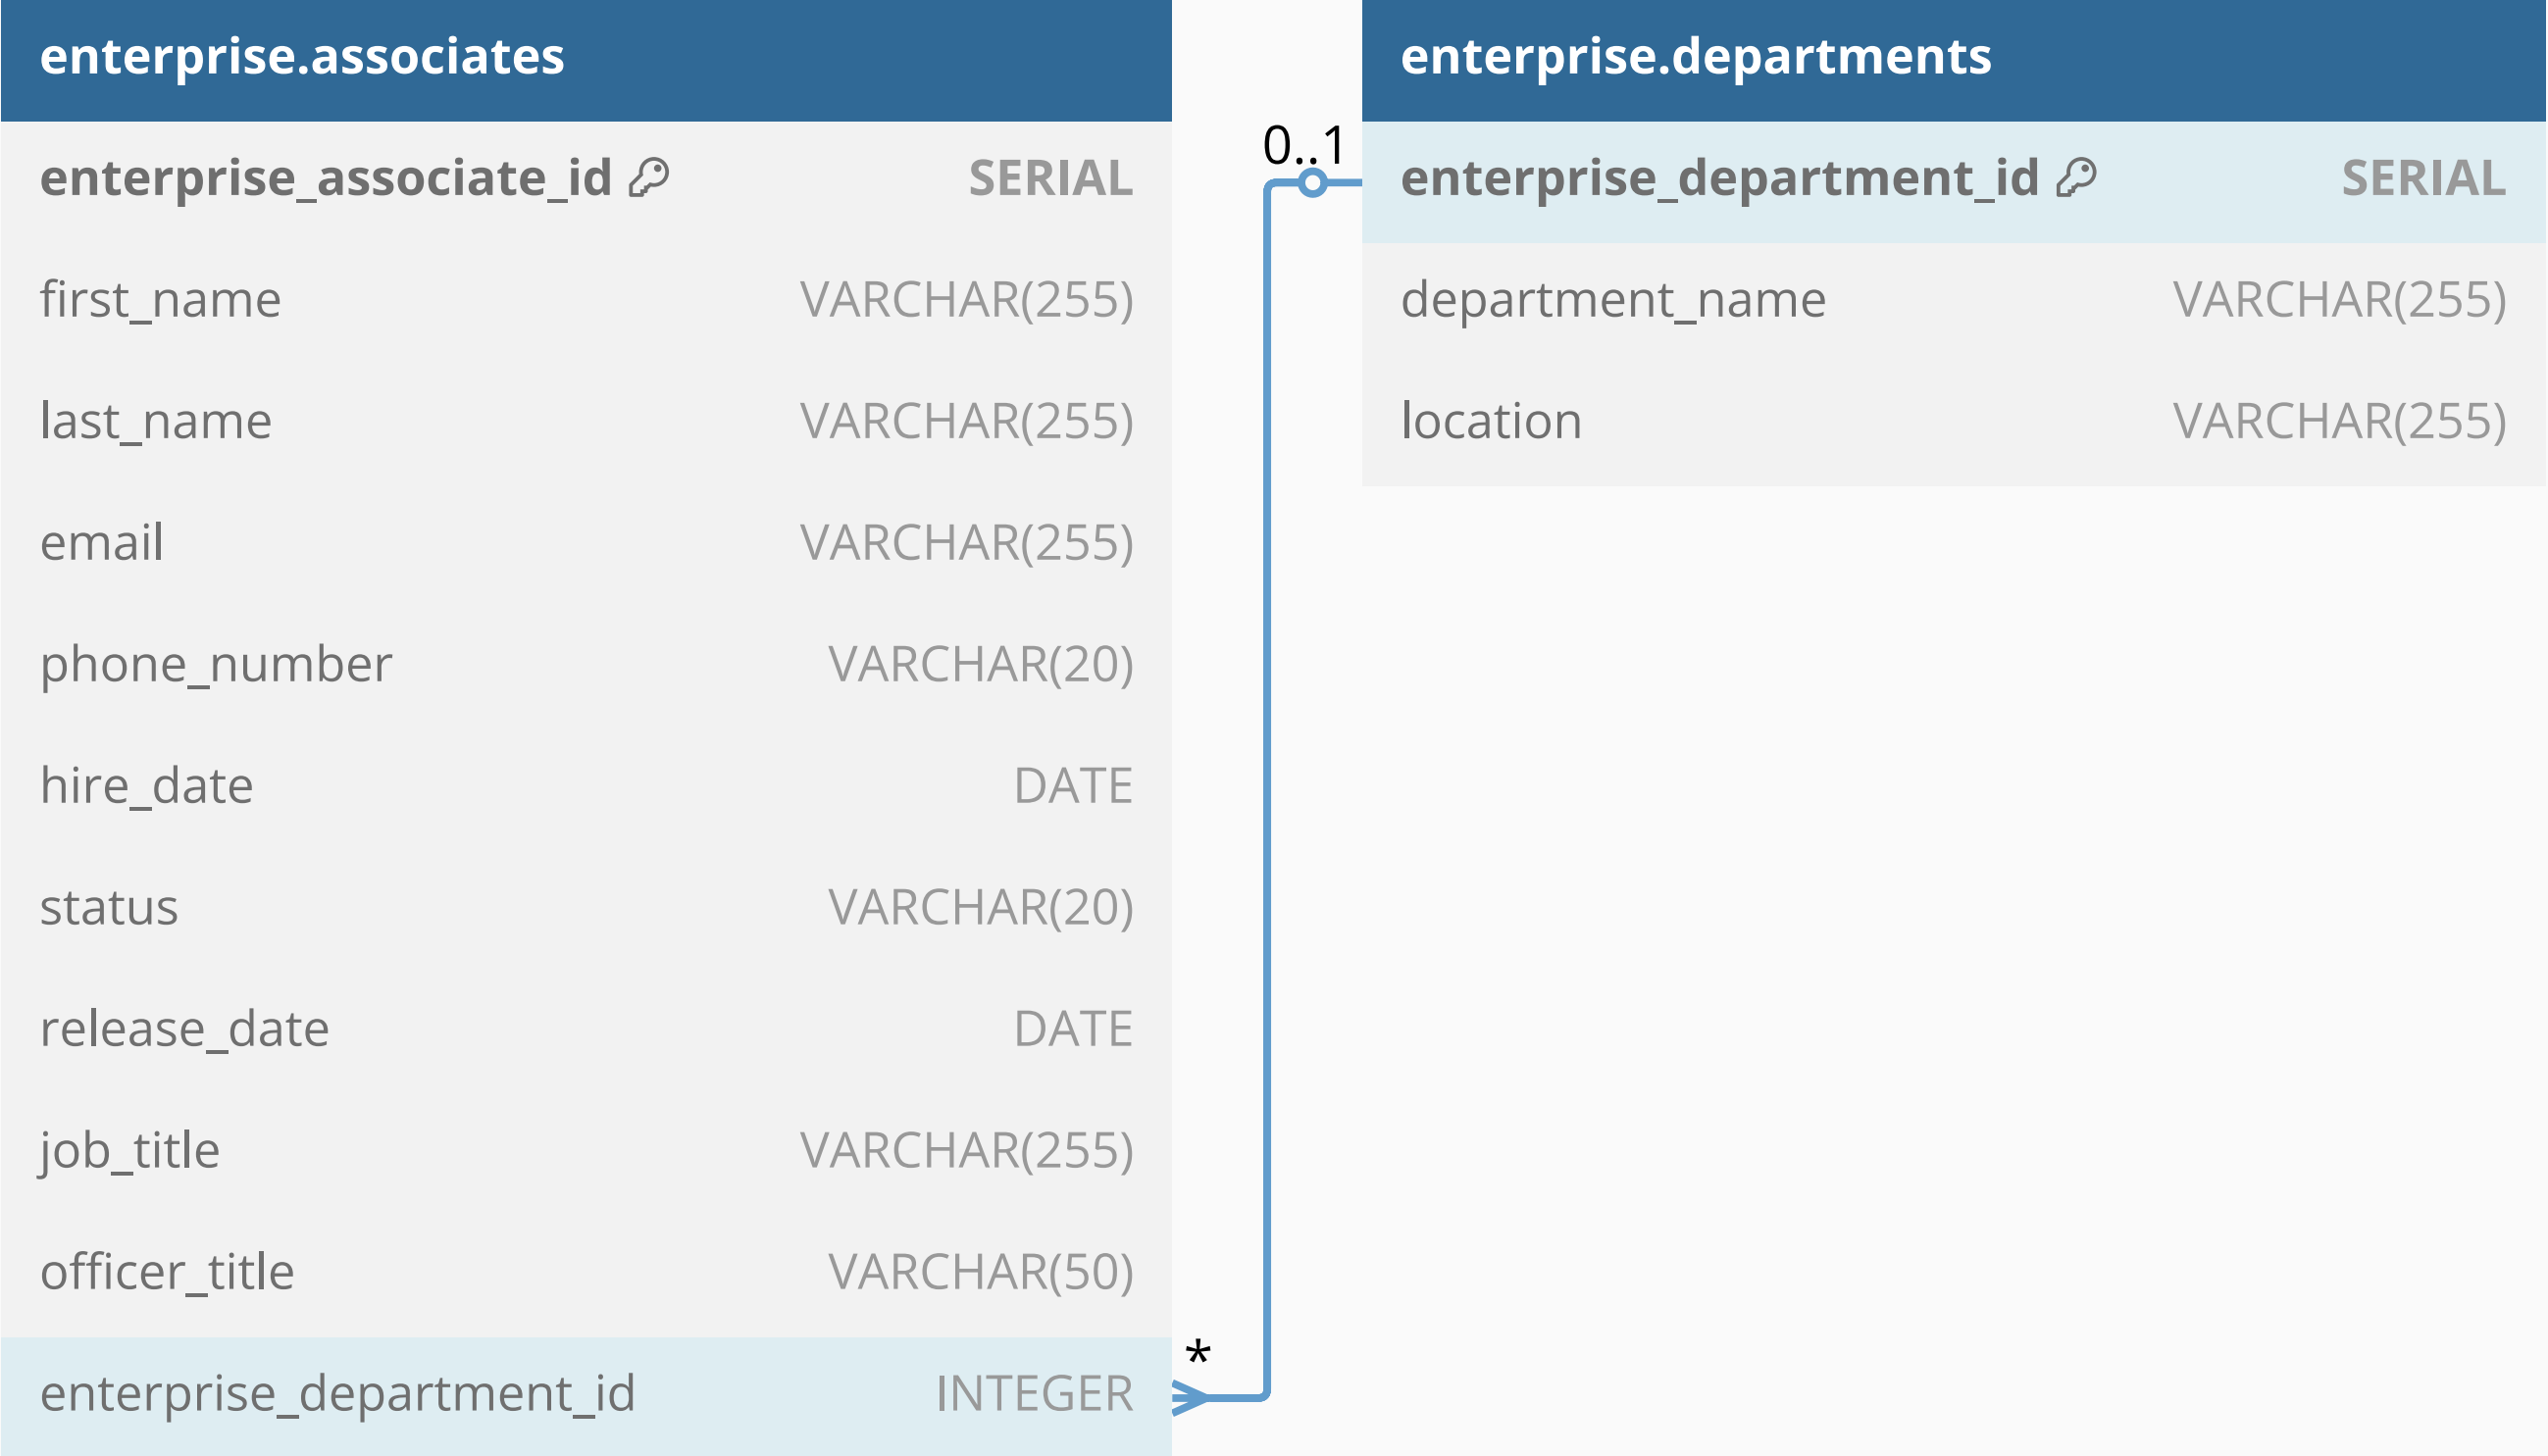 enterprise.associates
enterprise_associate_id SERIAL
first_name VARCHAR(255)
last_name VARCHAR(255)
email VARCHAR(255)
phone_number VARCHAR(20)
hire_date DATE
status VARCHAR(20)
release_date DATE
job_title VARCHAR(255)
officer_title VARCHAR(50)
enterprise_department_id INTEGER
*
0..1
enterprise.departments
enterprise_department_id SERIAL
department_name VARCHAR(255)
location VARCHAR(255)